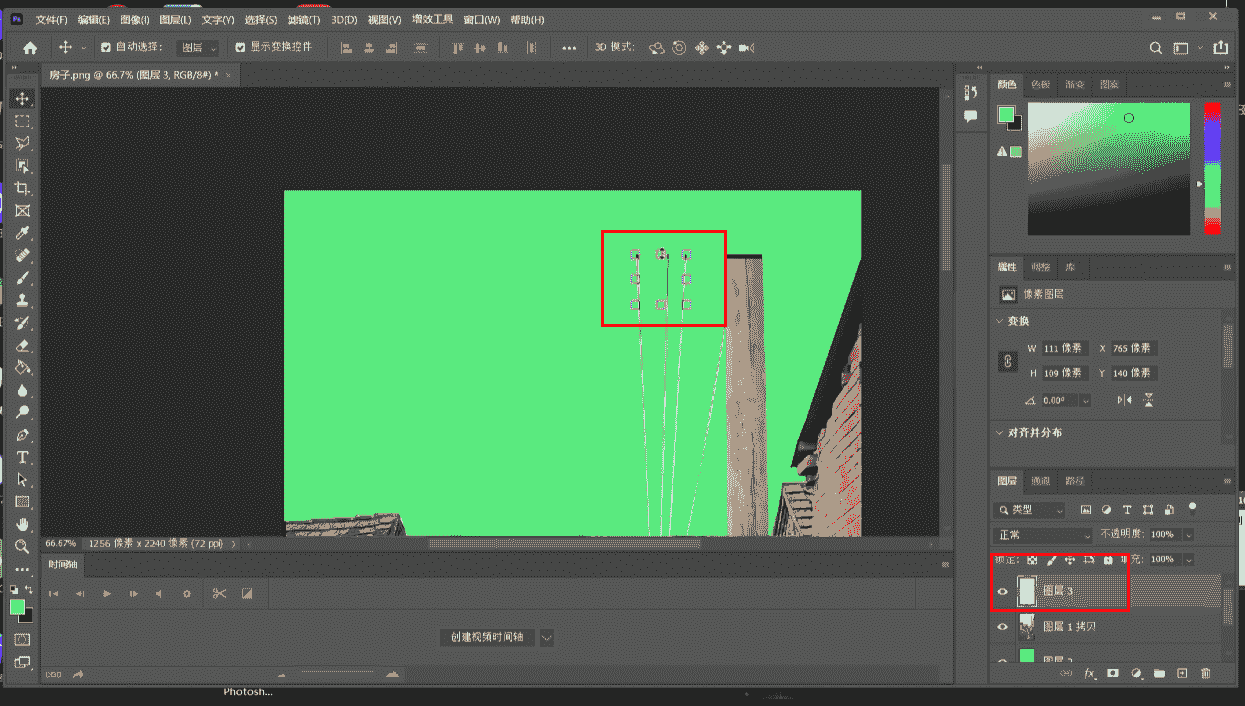 文件(F) 编辑(E) 图像(I) 图层(L) 文字(Y) 选择(S) 滤镜(T) 3D(D) 视图(V) 增效工具 窗口(W) 帮助(H)
自动选择: 图层 显示变换控件 3D 模式:
房子.png @ 66.7% (图层 3, RGB/8#) *
颜色 色板 渐变 图案
属性 调整 库
像素图层
变换
W 111 像素 X 765 像素
H 109 像素 Y 140 像素
0.00°
对齐并分布
图层 通道 路径
类型
正常 不透明度: 100%
锁定: 填充: 100%
图层 3
图层 1 拷贝
图层 2
66.67% 1256 像素 x 2240 像素 (72 ppi)
时间轴
创建视频时间轴
Photosh...